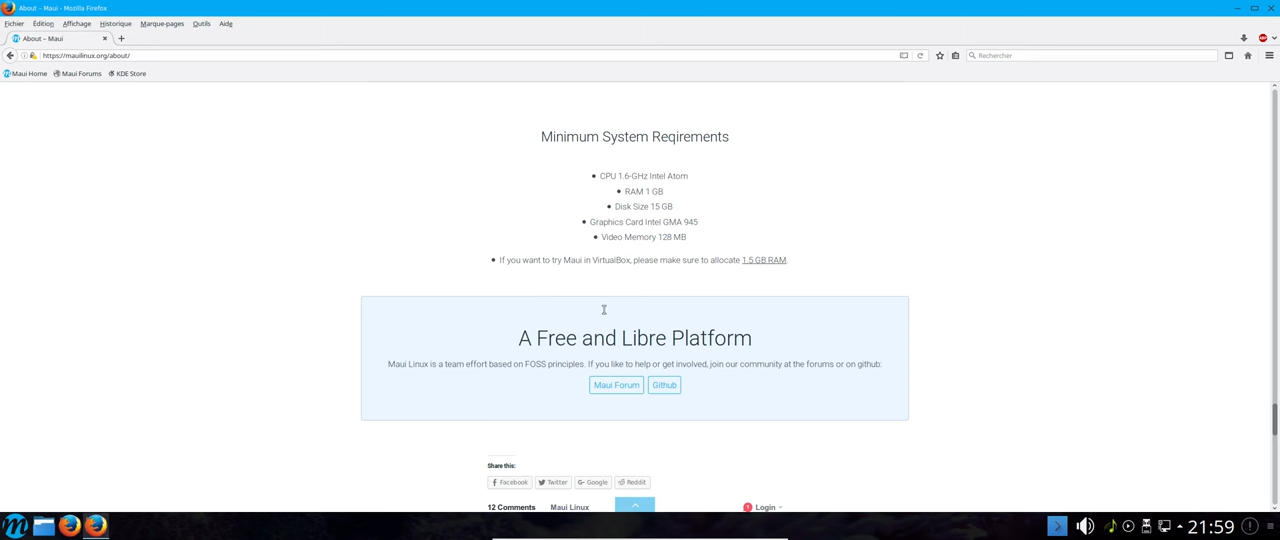 About – Maui - Mozilla Firefox
Fichier Édition Affichage Historique Marque-pages Outils Aide
About – Maui
https://mauilinux.org/about/
Rechercher
Maui Home Maui Forums KDE Store
Minimum System Reqirements
• CPU 1.6-GHz Intel Atom
• RAM 1 GB
• Disk Size 15 GB
• Graphics Card Intel GMA 945
• Video Memory 128 MB
• If you want to try Maui in VirtualBox, please make sure to allocate 1.5 GB RAM.
A Free and Libre Platform
Maui Linux is a team effort based on FOSS principles. If you like to help or get involved, join our community at the forums or on github:
Maui Forum Github
Share this:
Facebook Twitter Google Reddit
12 Comments Maui Linux 1 Login
21:59